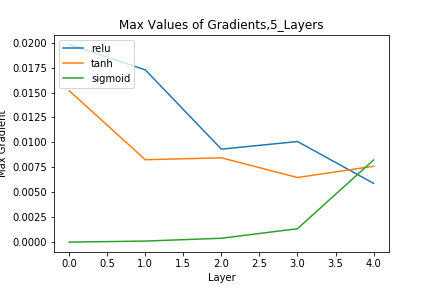 Max Values of Gradients,5_Layers
relu
tanh
sigmoid
Max Gradient
0.0200
0.0175
0.0150
0.0125
0.0100
0.0075
0.0050
0.0025
0.0000
0.0 0.5 1.0 1.5 2.0 2.5 3.0 3.5 4.0
Layer